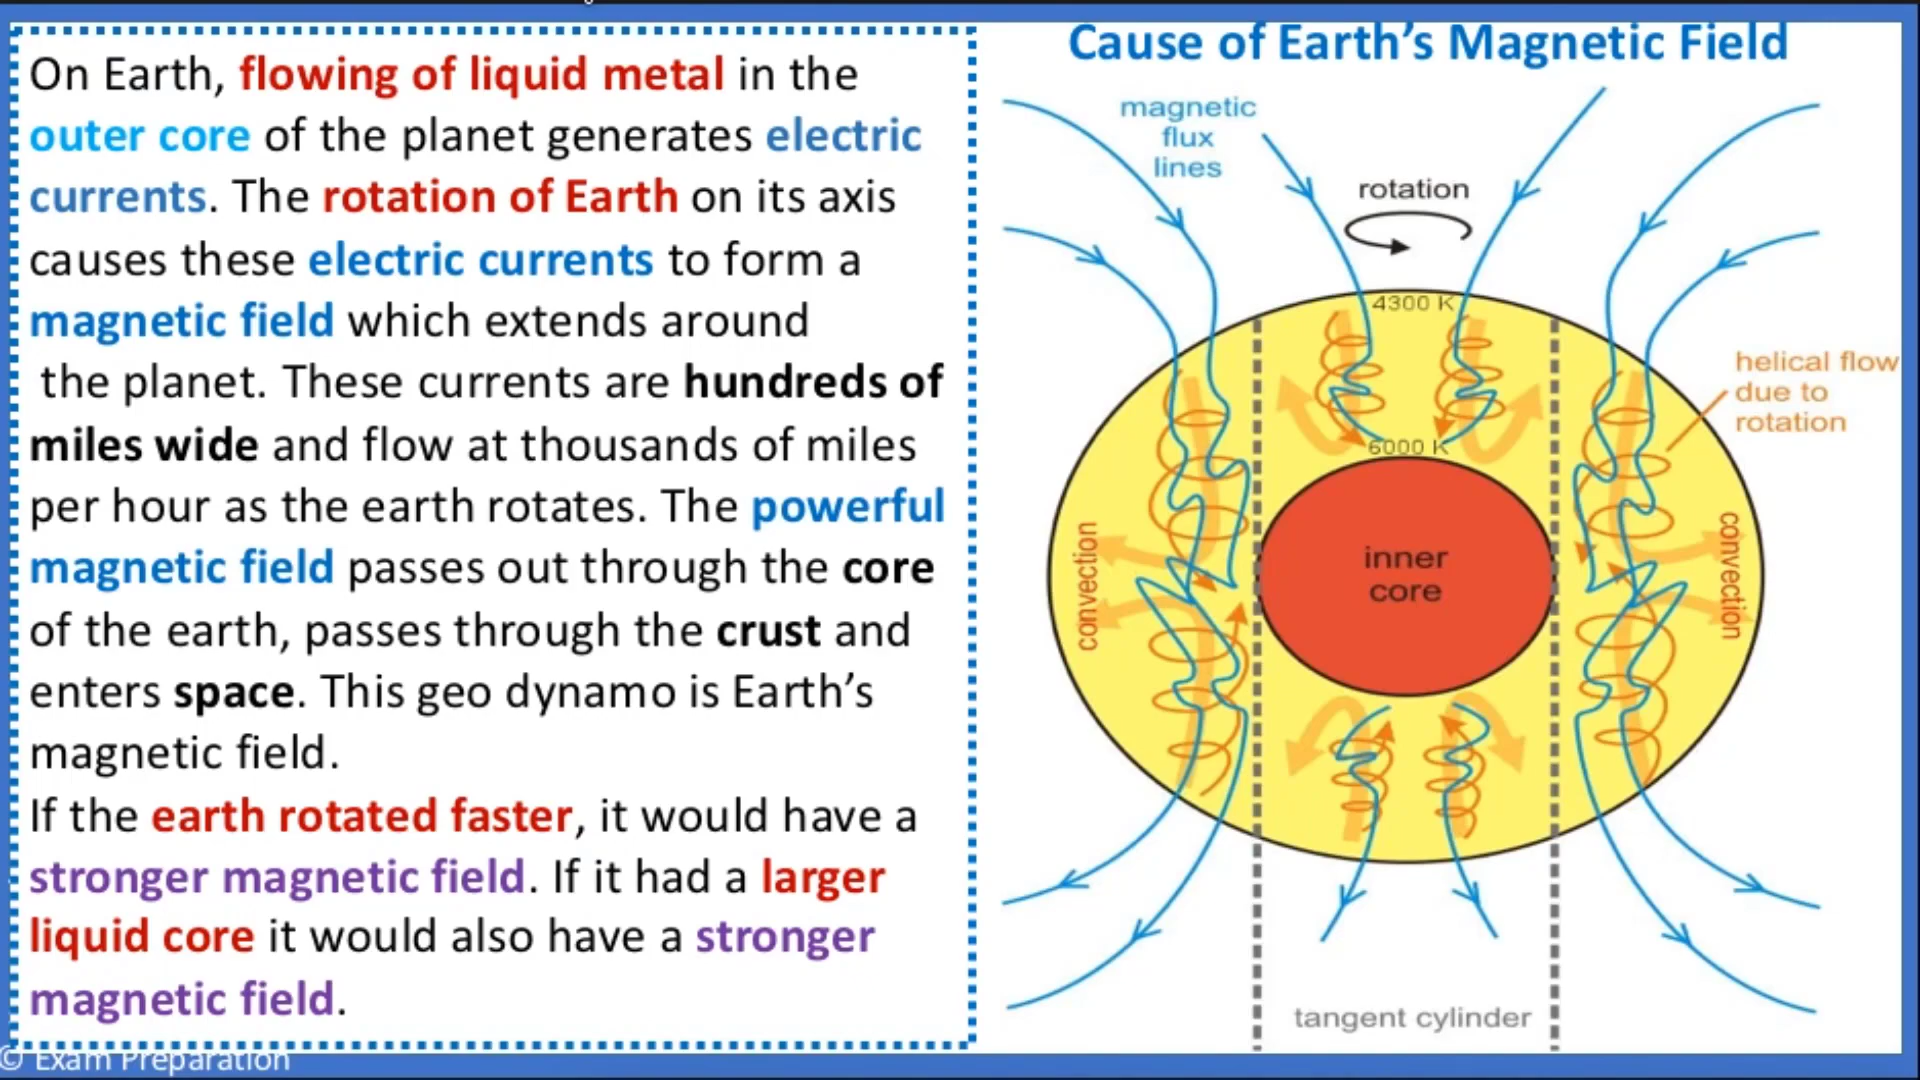 Cause of Earth's Magnetic Field
On Earth, flowing of liquid metal in the
outer core of the planet generates electric
currents. The rotation of Earth on its axis
causes these electric currents to form a
magnetic field which extends around
the planet. These currents are hundreds of
miles wide and flow at thousands of miles
per hour as the earth rotates. The powerful
magnetic field passes out through the core
of the earth, passes through the crust and
enters space. This geo dynamo is Earth's
magnetic field.
If the earth rotated faster, it would have a
stronger magnetic field. If it had a larger
liquid core it would also have a stronger
magnetic field.
magnetic
flux
lines
rotation
4300 K
helical flow
due to
rotation
6000 K
inner
core
convection
convection
tangent cylinder
© Exam Preparation